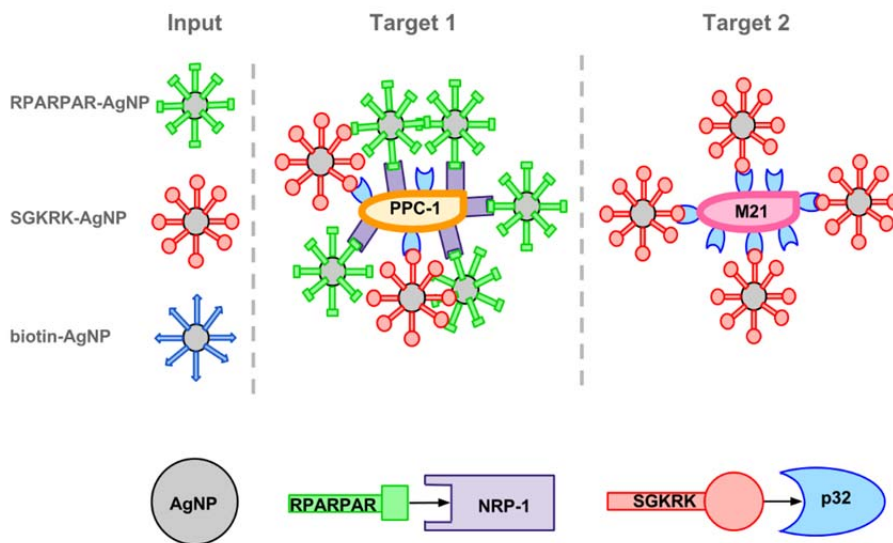 Input
Target 1
Target 2
RPARPAR-AgNP
SGKRK-AgNP
biotin-AgNP
PPC-1
M21
AgNP
RPARPAR
NRP-1
SGKRK
p32